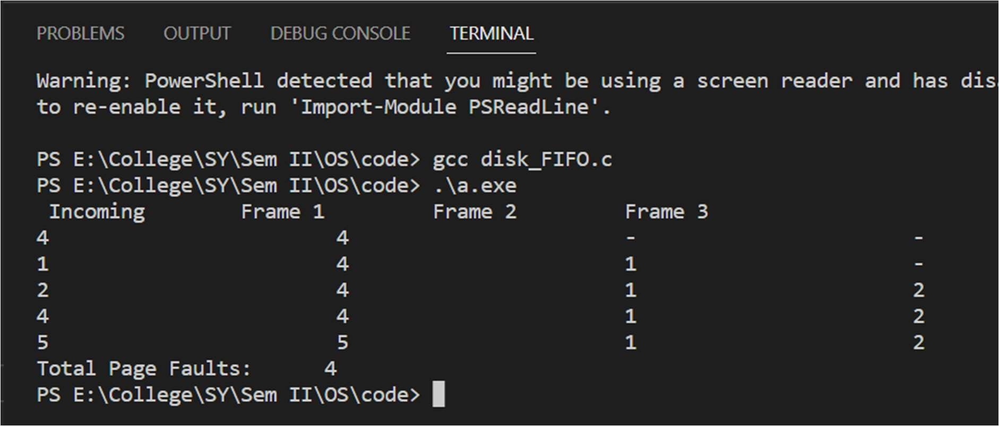 PROBLEMS OUTPUT DEBUG CONSOLE TERMINAL
Warning: PowerShell detected that you might be using a screen reader and has
to re-enable it, run 'Import-Module PSReadLine'.
PS E:\College\SY\Sem II\OS\code> gcc disk_FIFO.c
PS E:\College\SY\Sem II\OS\code> .\a.exe
Incoming Frame 1 Frame 2 Frame 3
4 4 - -
1 4 1 -
2 4 1 2
4 4 1 2
5 5 1 2
Total Page Faults: 4
PS E:\College\SY\Sem II\OS\code>